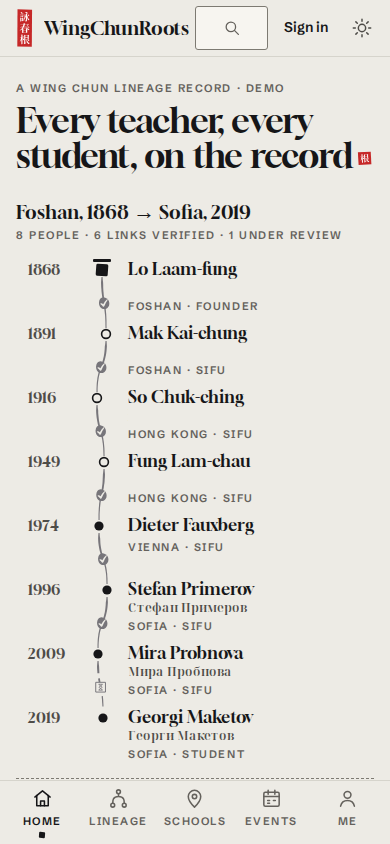 詠春根
WingChunRoots
Sign in
A WING CHUN LINEAGE RECORD · DEMO
Every teacher, every
student, on the record 根
Foshan, 1868 → Sofia, 2019
8 PEOPLE · 6 LINKS VERIFIED · 1 UNDER REVIEW
1868 Lo Laam-fung
FOSHAN · FOUNDER
1891 Mak Kai-chung
FOSHAN · SIFU
1916 So Chuk-ching
HONG KONG · SIFU
1949 Fung Lam-chau
HONG KONG · SIFU
1974 Dieter Fauxberg
VIENNA · SIFU
1996 Stefan Primerov
Стефан Примеров
SOFIA · SIFU
2009 Mira Probnova
Мира Пробнова
SOFIA · SIFU
2019 Georgi Maketov
Георги Макетов
SOFIA · STUDENT
HOME LINEAGE SCHOOLS EVENTS ME